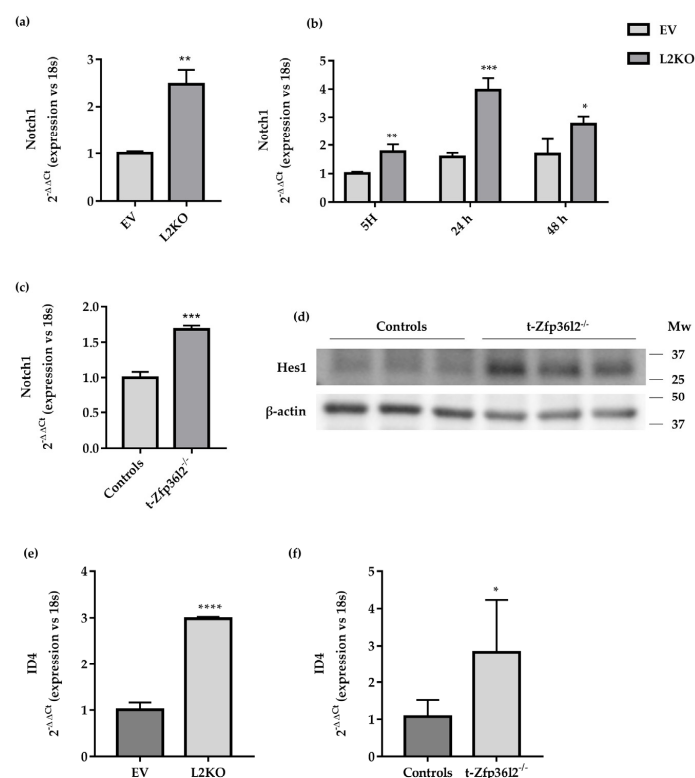 (a)
Notch1
2^-ΔΔCt (expression vs 18s)
3
2
1
0
**
EV
L2KO
(b)
Notch1
2^-ΔΔCt (expression vs 18s)
5
4
3
2
1
0
**
***
*
5H
24 h
48 h
EV
L2KO
(c)
Notch1
2^-ΔΔCt (expression vs 18s)
2.0
1.5
1.0
0.5
0.0
***
Controls
t-Zfp36l2-/-
(d)
Controls
t-Zfp36l2-/-
Mw
Hes1
37
25
β-actin
50
37
(e)
ID4
2^-ΔΔCt (expression vs 18s)
4
3
2
1
0
****
EV
L2KO
(f)
ID4
2^-ΔΔCt (expression vs 18s)
5
4
3
2
1
0
*
Controls
t-Zfp36l2-/-